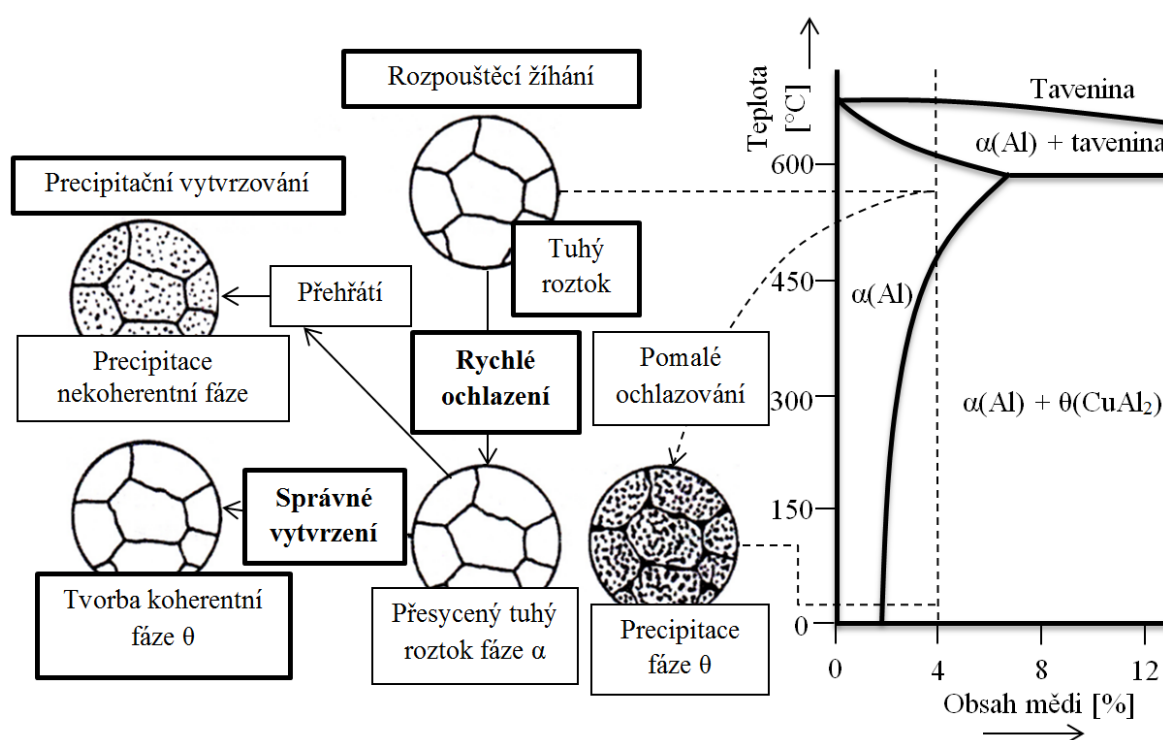 Rozpouštěcí žíhání
Precipitační vytvrzování
Tuhý
roztok
Přehřátí
Precipitace
nekoherentní fáze
Rychlé
ochlazení
Pomalé
ochlazování
Správné
vytvrzení
Tvorba koherentní
fáze θ
Přesycený tuhý
roztok fáze α
Precipitace
fáze θ
Teplota
[°C]
Tavenina
α(Al) + tavenina
600
450
α(Al)
300
α(Al) + θ(CuAl₂)
150
0
0 4 8 12
Obsah mědi [%]